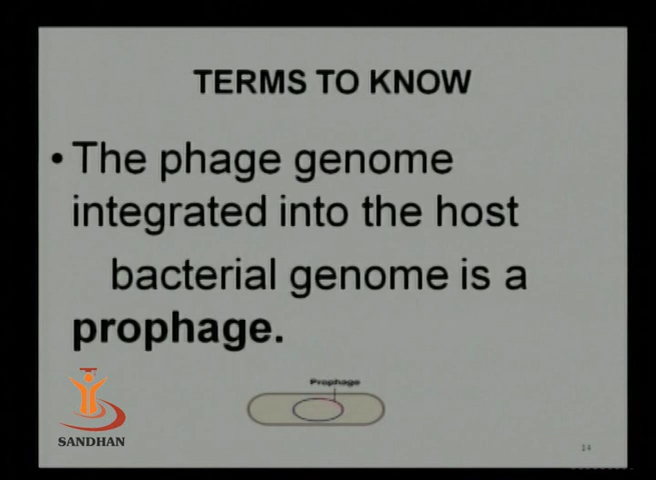 TERMS TO KNOW
• The phage genome
integrated into the host
bacterial genome is a
prophage.
Prophage
SANDHAN
14